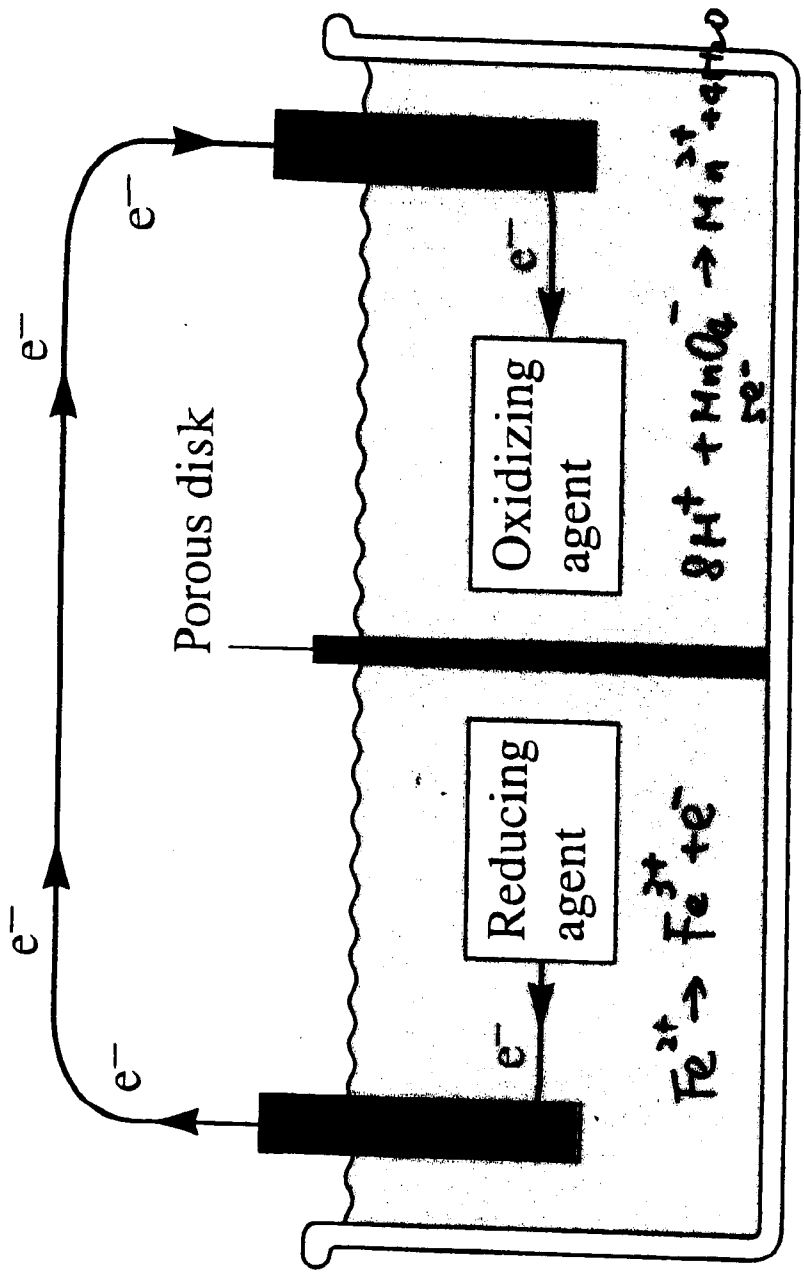 e⁻
e⁻
e⁻
e⁻
Porous disk
e⁻
e⁻
Reducing
agent
Oxidizing
agent
Fe²⁺ → Fe³⁺ + e⁻
8H⁺ + MnO₄⁻ → Mn²⁺ + 4H₂O
5e⁻